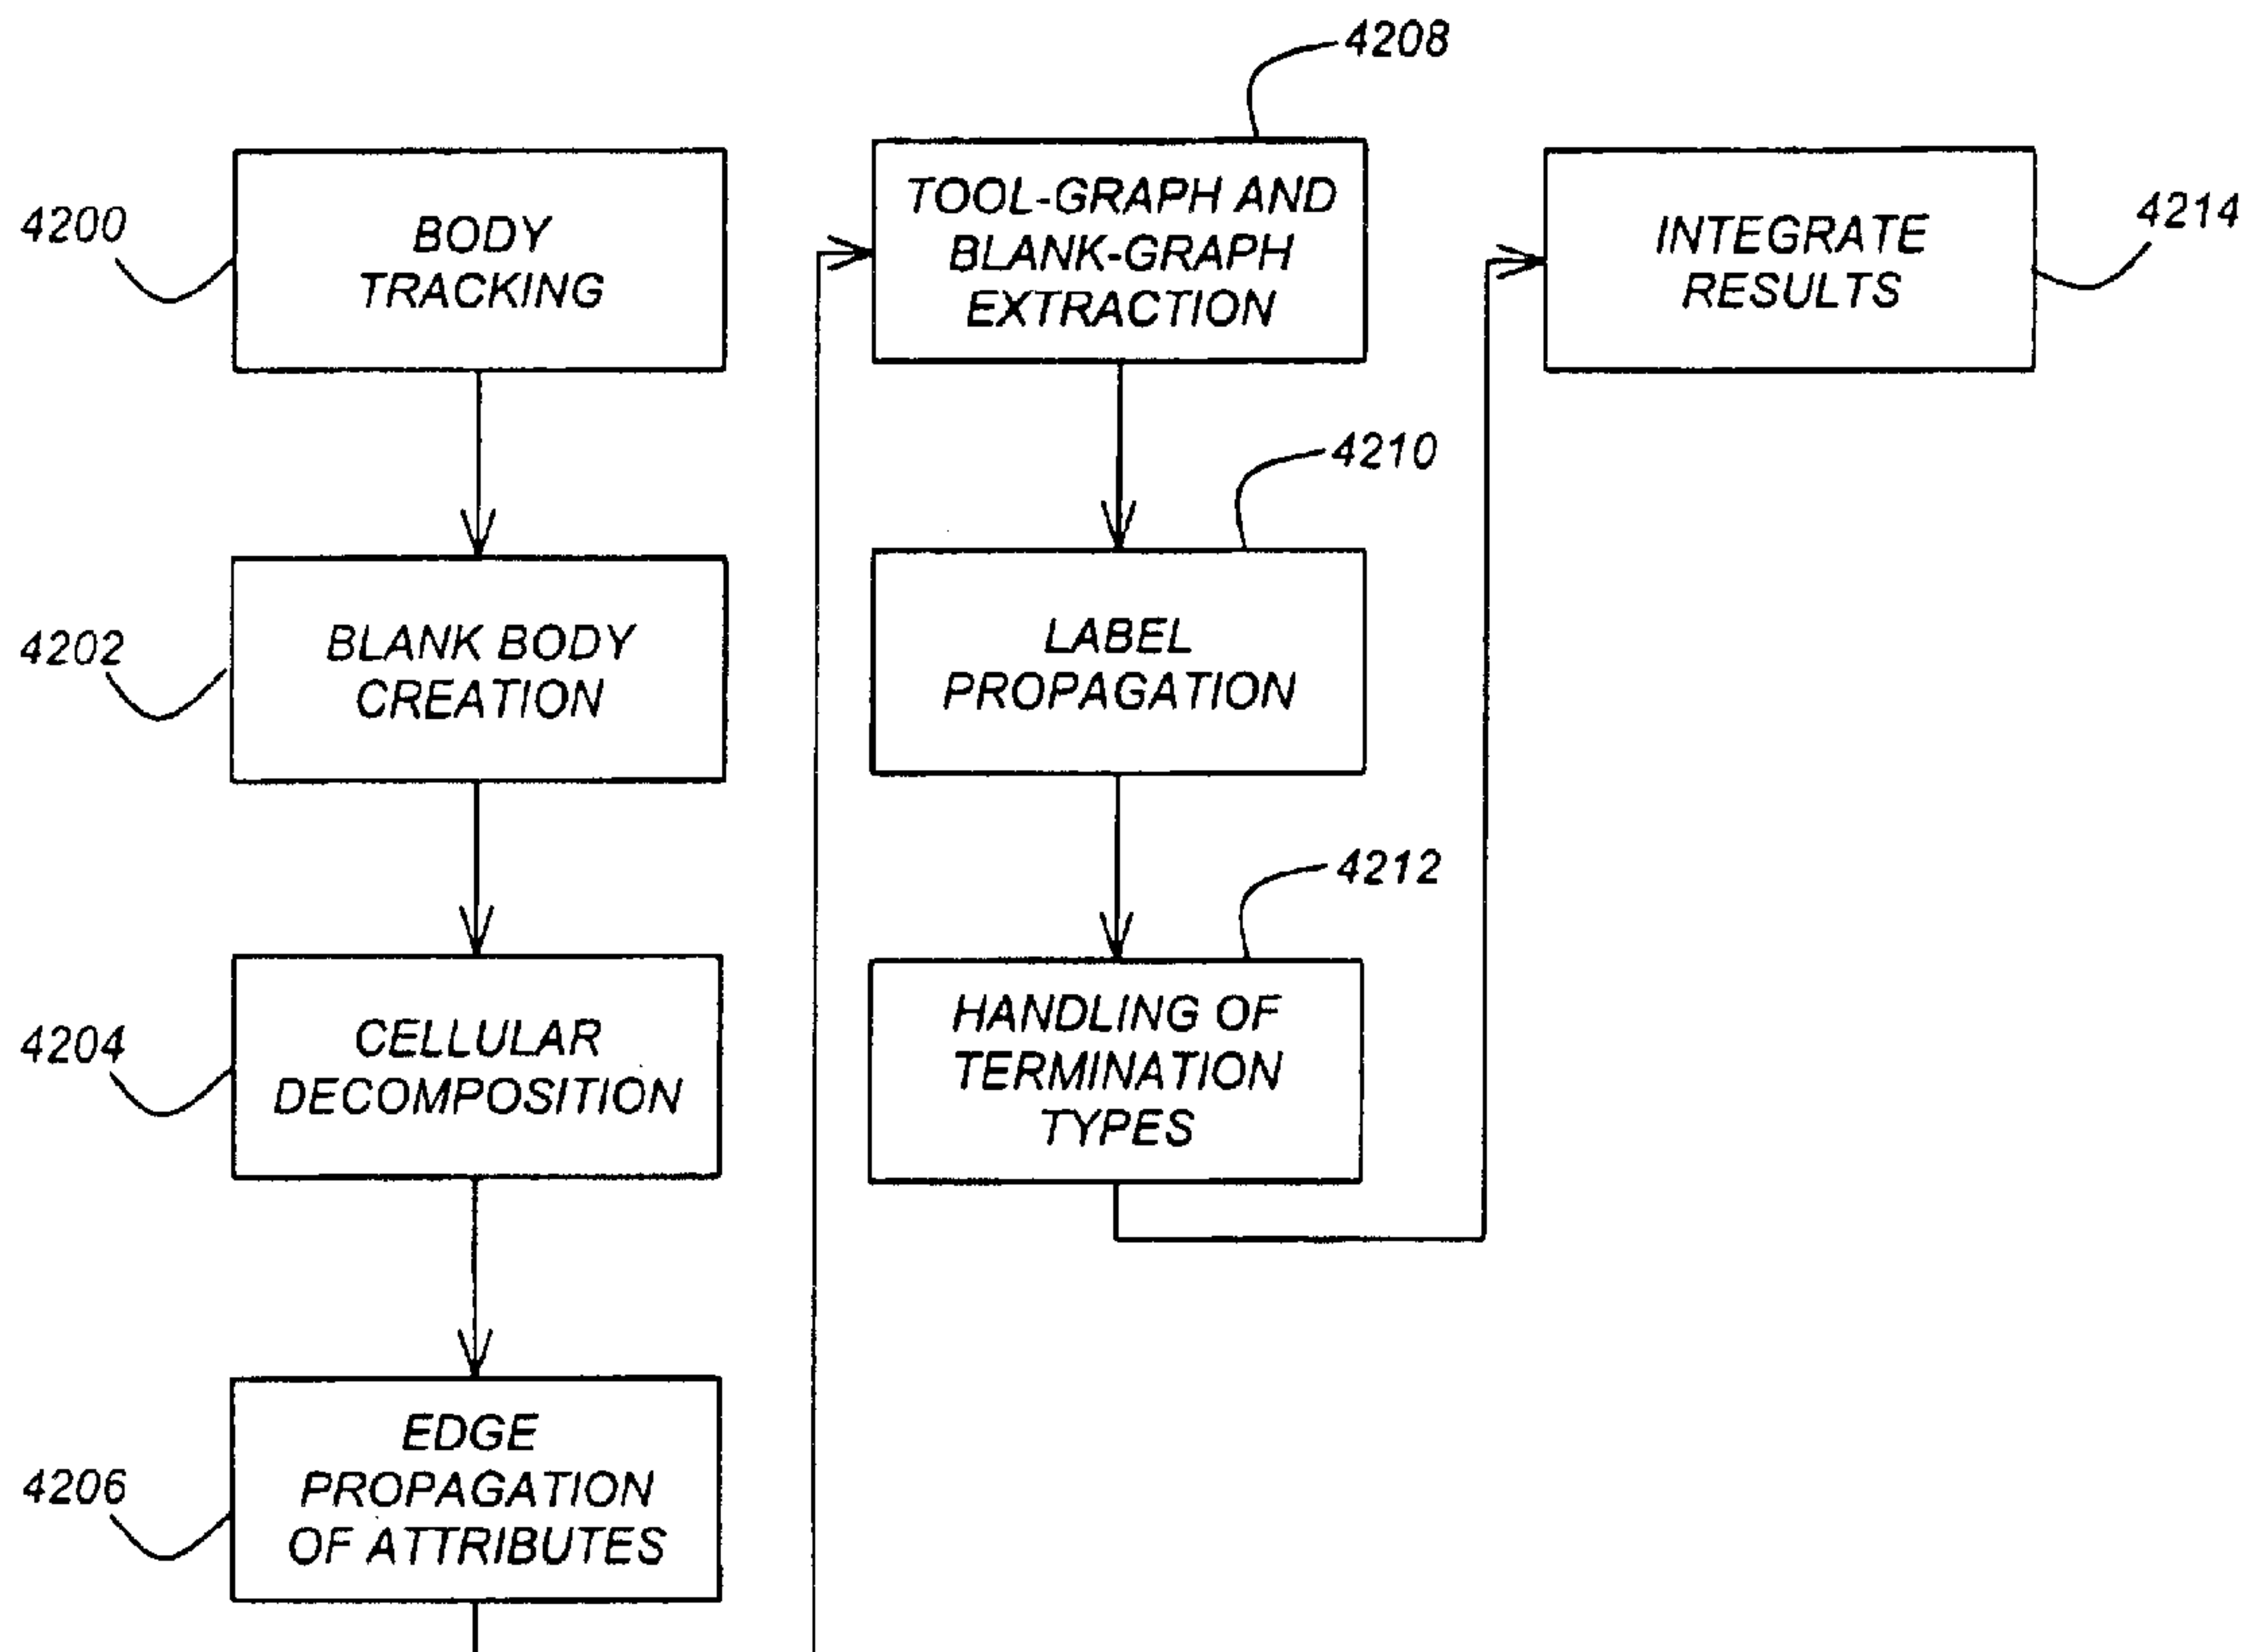 4200
BODY
TRACKING
4202
BLANK BODY
CREATION
4204
CELLULAR
DECOMPOSITION
4206
EDGE
PROPAGATION
OF ATTRIBUTES
4208
TOOL-GRAPH AND
BLANK-GRAPH
EXTRACTION
4210
LABEL
PROPAGATION
4212
HANDLING OF
TERMINATION
TYPES
4214
INTEGRATE
RESULTS